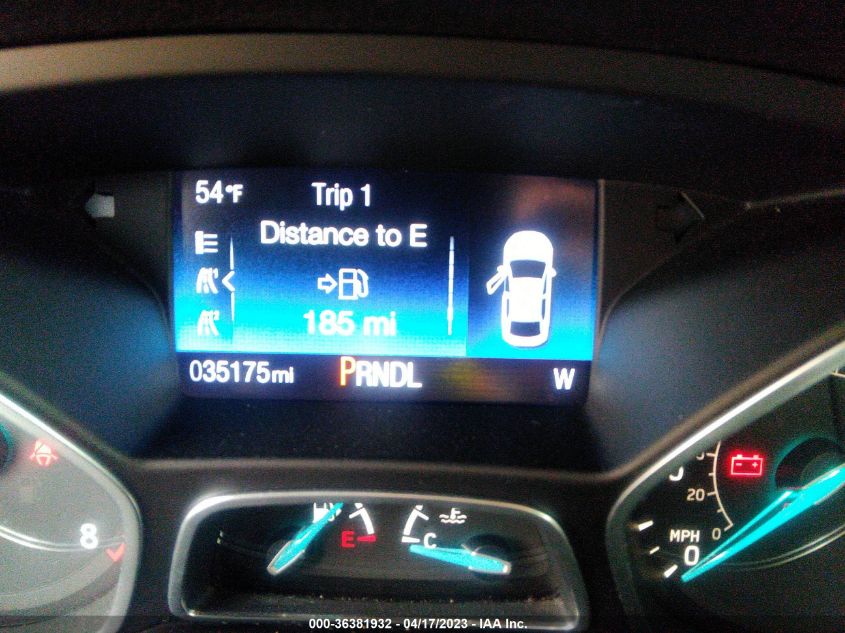 54°F Trip 1
Distance to E
185 mi
035175mi PRNDL W
20
0
MPH
0
8
E
C
000-36381932 - 04/17/2023 - IAA Inc.